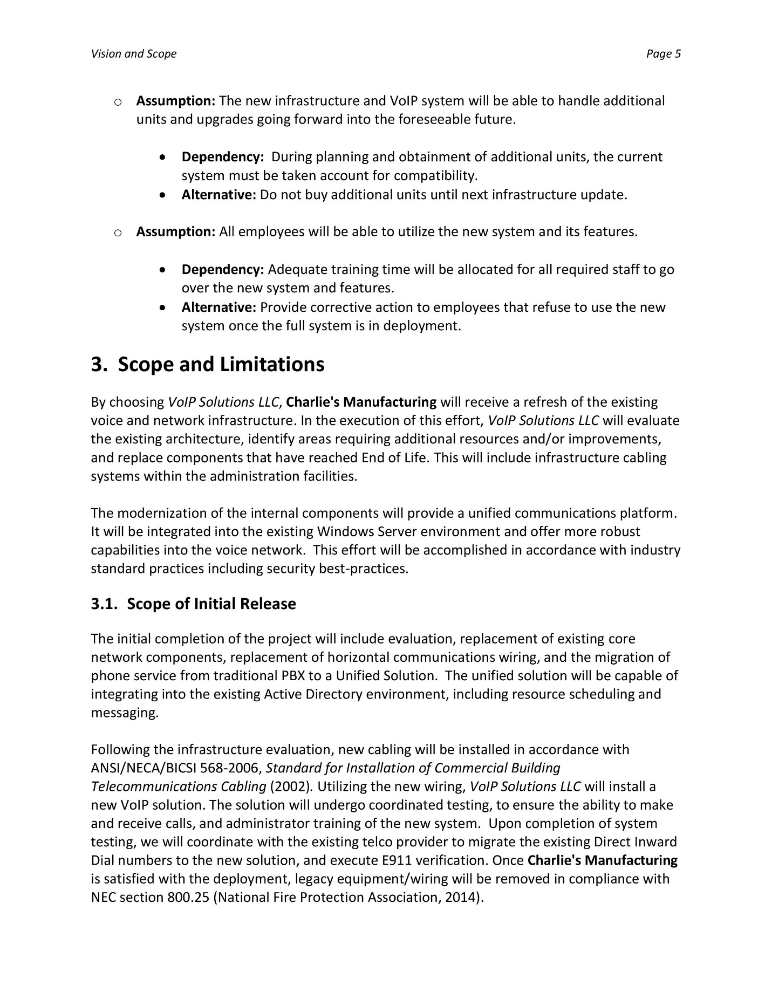 Vision and Scope Page 5
o Assumption: The new infrastructure and VoIP system will be able to handle additional
units and upgrades going forward into the foreseeable future.
• Dependency:  During planning and obtainment of additional units, the current
system must be taken account for compatibility.
• Alternative: Do not buy additional units until next infrastructure update.
o Assumption: All employees will be able to utilize the new system and its features.
• Dependency: Adequate training time will be allocated for all required staff to go
over the new system and features.
• Alternative: Provide corrective action to employees that refuse to use the new
system once the full system is in deployment.
3. Scope and Limitations
By choosing VoIP Solutions LLC, Charlie's Manufacturing will receive a refresh of the existing
voice and network infrastructure. In the execution of this effort, VoIP Solutions LLC will evaluate
the existing architecture, identify areas requiring additional resources and/or improvements,
and replace components that have reached End of Life. This will include infrastructure cabling
systems within the administration facilities.
The modernization of the internal components will provide a unified communications platform.
It will be integrated into the existing Windows Server environment and offer more robust
capabilities into the voice network.  This effort will be accomplished in accordance with industry
standard practices including security best-practices.
3.1. Scope of Initial Release
The initial completion of the project will include evaluation, replacement of existing core
network components, replacement of horizontal communications wiring, and the migration of
phone service from traditional PBX to a Unified Solution.  The unified solution will be capable of
integrating into the existing Active Directory environment, including resource scheduling and
messaging.
Following the infrastructure evaluation, new cabling will be installed in accordance with
ANSI/NECA/BICSI 568-2006, Standard for Installation of Commercial Building
Telecommunications Cabling (2002). Utilizing the new wiring, VoIP Solutions LLC will install a
new VoIP solution. The solution will undergo coordinated testing, to ensure the ability to make
and receive calls, and administrator training of the new system.  Upon completion of system
testing, we will coordinate with the existing telco provider to migrate the existing Direct Inward
Dial numbers to the new solution, and execute E911 verification. Once Charlie's Manufacturing
is satisfied with the deployment, legacy equipment/wiring will be removed in compliance with
NEC section 800.25 (National Fire Protection Association, 2014).